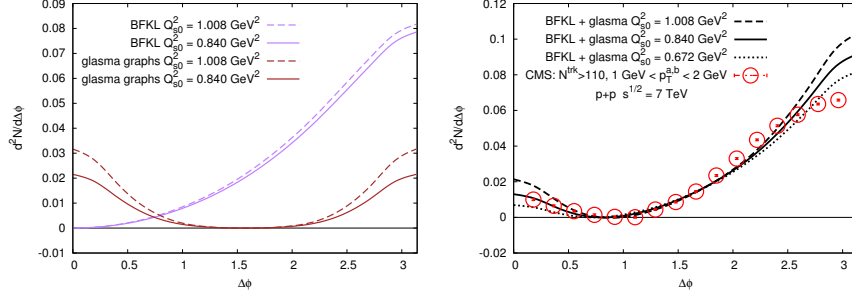 BFKL Q²ₛ₀ = 1.008 GeV²
BFKL Q²ₛ₀ = 0.840 GeV²
glasma graphs Q²ₛ₀ = 1.008 GeV²
glasma graphs Q²ₛ₀ = 0.840 GeV²
d²N/dΔϕ
0.09
0.08
0.07
0.06
0.05
0.04
0.03
0.02
0.01
0
-0.01
0 0.5 1 1.5 2 2.5 3
Δϕ
BFKL + glasma Q²ₛ₀ = 1.008 GeV²
BFKL + glasma Q²ₛ₀ = 0.840 GeV²
BFKL + glasma Q²ₛ₀ = 0.672 GeV²
CMS: Nᵗʳᵏ>110, 1 GeV < p_T^{a,b} < 2 GeV
p+p s^{1/2} = 7 TeV
d²N/dΔϕ
0.12
0.1
0.08
0.06
0.04
0.02
0
-0.02
0 0.5 1 1.5 2 2.5 3
Δϕ